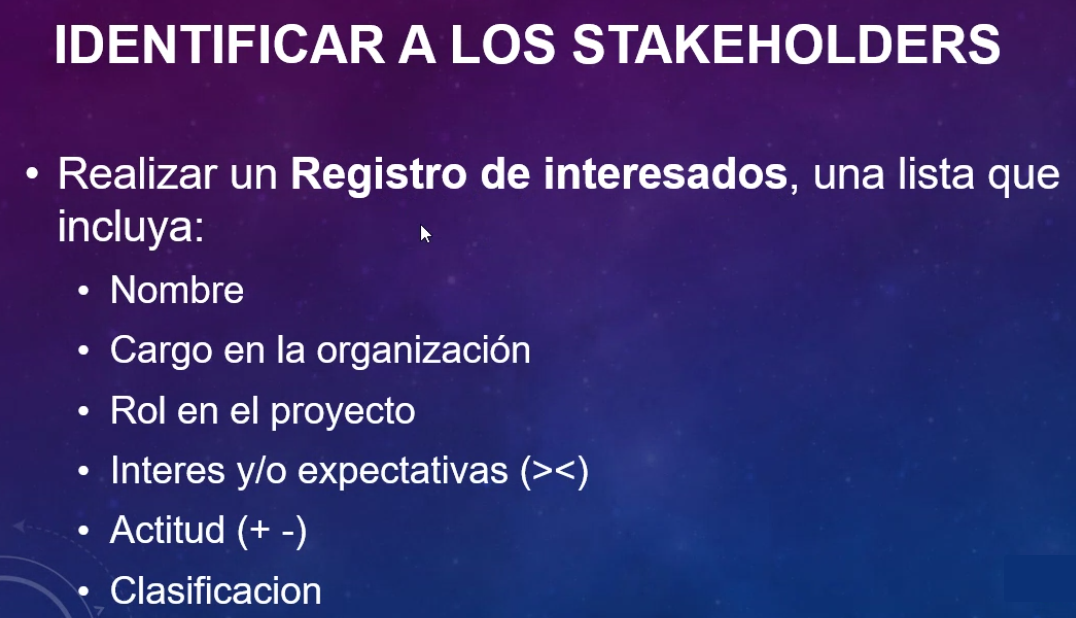 IDENTIFICAR A LOS STAKEHOLDERS
• Realizar un Registro de interesados, una lista que
incluya:
• Nombre
• Cargo en la organización
• Rol en el proyecto
• Interes y/o expectativas (><)
• Actitud (+ -)
• Clasificacion